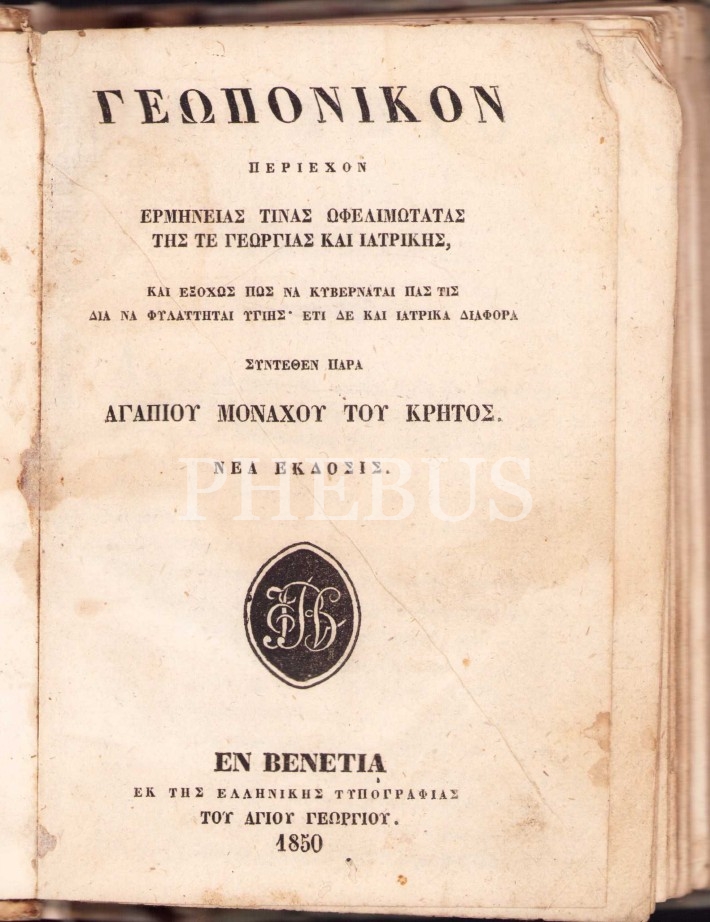 ΓΕΩΠΟΝΙΚΟΝ
ΠΕΡΙΕΧΟΝ
ΕΡΜΗΝΕΙΑΣ ΤΙΝΑΣ ΩΦΕΛΙΜΩΤΑΤΑΣ
ΤΗΣ ΤΕ ΓΕΩΡΓΙΑΣ ΚΑΙ ΙΑΤΡΙΚΗΣ,
ΚΑΙ ΕΞΟΧΩΣ ΠΩΣ ΝΑ ΚΥΒΕΡΝΑΤΑΙ ΠΑΣ ΤΙΣ
ΔΙΑ ΝΑ ΦΥΛΑΤΤΗΤΑΙ ΥΓΙΗΣ· ΕΤΙ ΔΕ ΚΑΙ ΙΑΤΡΙΚΑ ΔΙΑΦΟΡΑ
ΣΥΝΤΕΘΕΝ ΠΑΡΑ
ΑΓΑΠΙΟΥ ΜΟΝΑΧΟΥ ΤΟΥ ΚΡΗΤΟΣ.
ΝΕΑ ΕΚΔΟΣΙΣ.
PHEBUS
ΕΝ ΒΕΝΕΤΙΑ
ΕΚ ΤΗΣ ΕΛΛΗΝΙΚΗΣ ΤΥΠΟΓΡΑΦΙΑΣ
ΤΟΥ ΑΓΙΟΥ ΓΕΩΡΓΙΟΥ.
1850